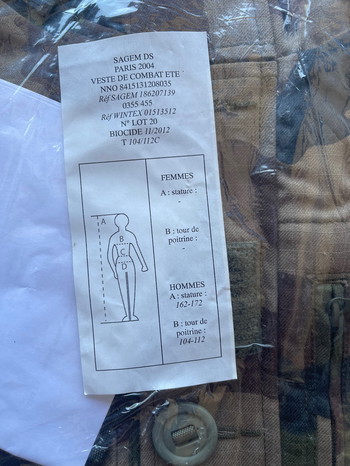 SAGEM DS
PARIS 2004
VESTE DE COMBAT ETE
NNO 8415131208035
Réf SAGEM 186207139
0355 455
Réf WINTEX 01513512
N° LOT 20
BIOCIDE 11/2012
T 104/112C
FEMMES
A : stature :
-
B : tour de
poitrine :
-
HOMMES
A : stature :
162-172
B : tour de
poitrine :
104-112
A
B
C
D